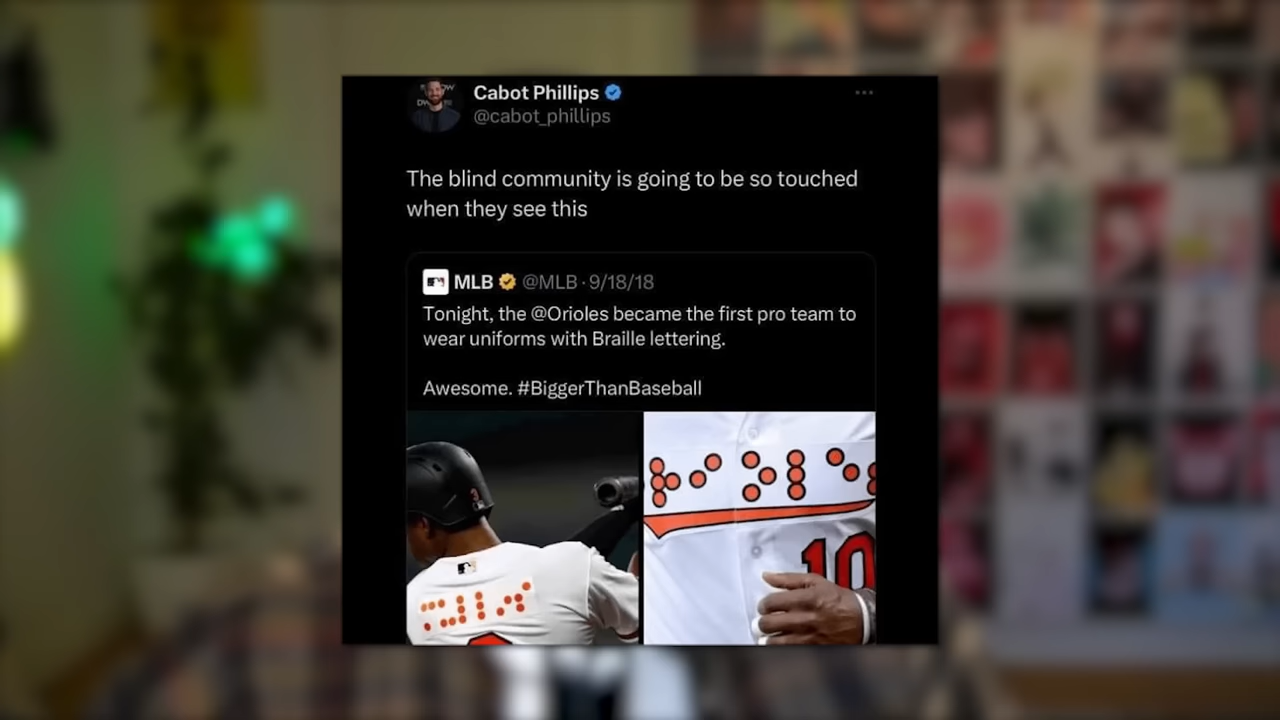 Cabot Phillips
@cabot_phillips
The blind community is going to be so touched
when they see this
MLB @MLB · 9/18/18
Tonight, the @Orioles became the first pro team to
wear uniforms with Braille lettering.
Awesome. #BiggerThanBaseball
10